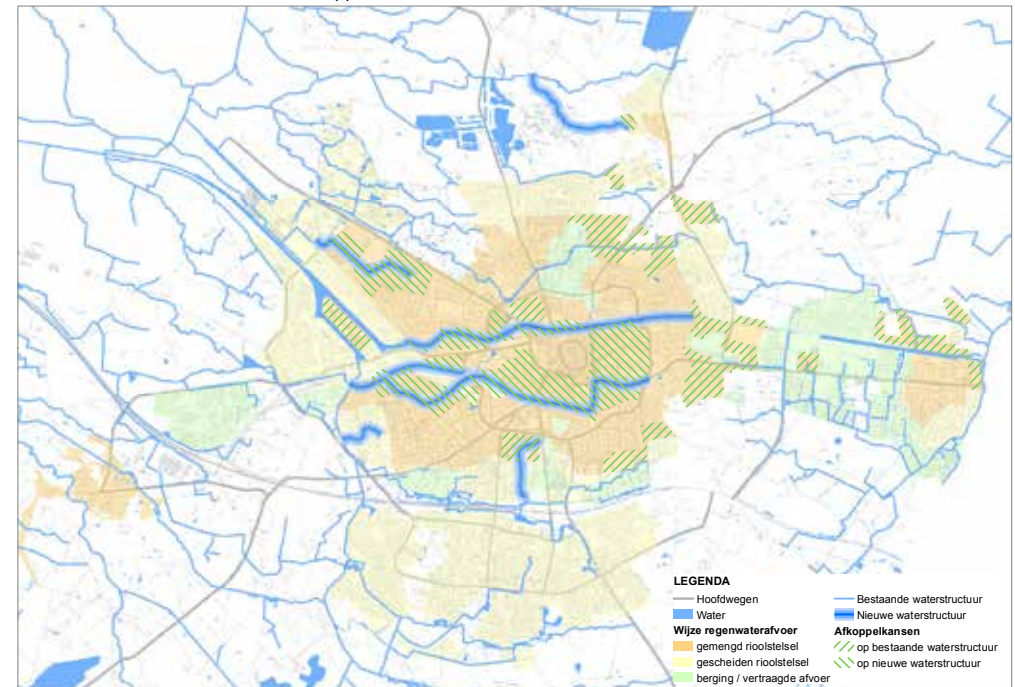 LEGENDA
Hoofdwegen
Water
Wijze regenwaterafvoer
gemengd rioolstelsel
gescheiden rioolstelsel
berging / vertraagde afvoer
Bestaande waterstructuur
Nieuwe waterstructuur
Afkoppelkansen
op bestaande waterstructuur
op nieuwe waterstructuur